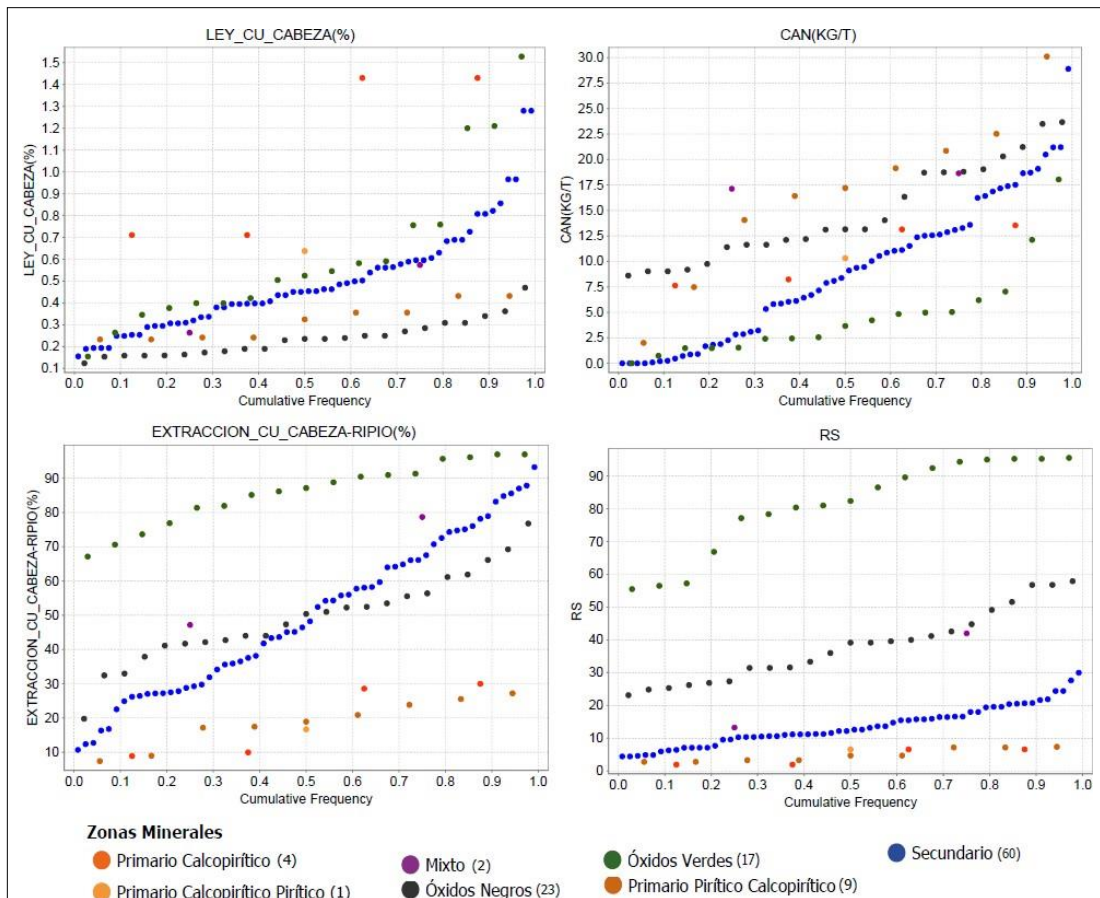 LEY_CU_CABEZA(%)
LEY_CU_CABEZA(%)
1.5
1.4
1.3
1.2
1.1
1.0
0.9
0.8
0.7
0.6
0.5
0.4
0.3
0.2
0.1
0.0 0.1 0.2 0.3 0.4 0.5 0.6 0.7 0.8 0.9 1.0
Cumulative Frequency
CAN(KG/T)
CAN(KG/T)
30.0
27.5
25.0
22.5
20.0
17.5
15.0
12.5
10.0
7.5
5.0
2.5
0.0
0.0 0.1 0.2 0.3 0.4 0.5 0.6 0.7 0.8 0.9 1.0
Cumulative Frequency
EXTRACCION_CU_CABEZA-RIPIO(%)
EXTRACCION_CU_CABEZA-RIPIO(%)
90
80
70
60
50
40
30
20
10
0.0 0.1 0.2 0.3 0.4 0.5 0.6 0.7 0.8 0.9 1.0
Cumulative Frequency
RS
RS
90
80
70
60
50
40
30
20
10
0
0.0 0.1 0.2 0.3 0.4 0.5 0.6 0.7 0.8 0.9 1.0
Cumulative Frequency
Zonas Minerales
Primario Calcopirítico (4)
Primario Calcopirítico Pirítico (1)
Mixto (2)
Óxidos Negros (23)
Óxidos Verdes (17)
Primario Pirítico Calcopirítico (9)
Secundario (60)